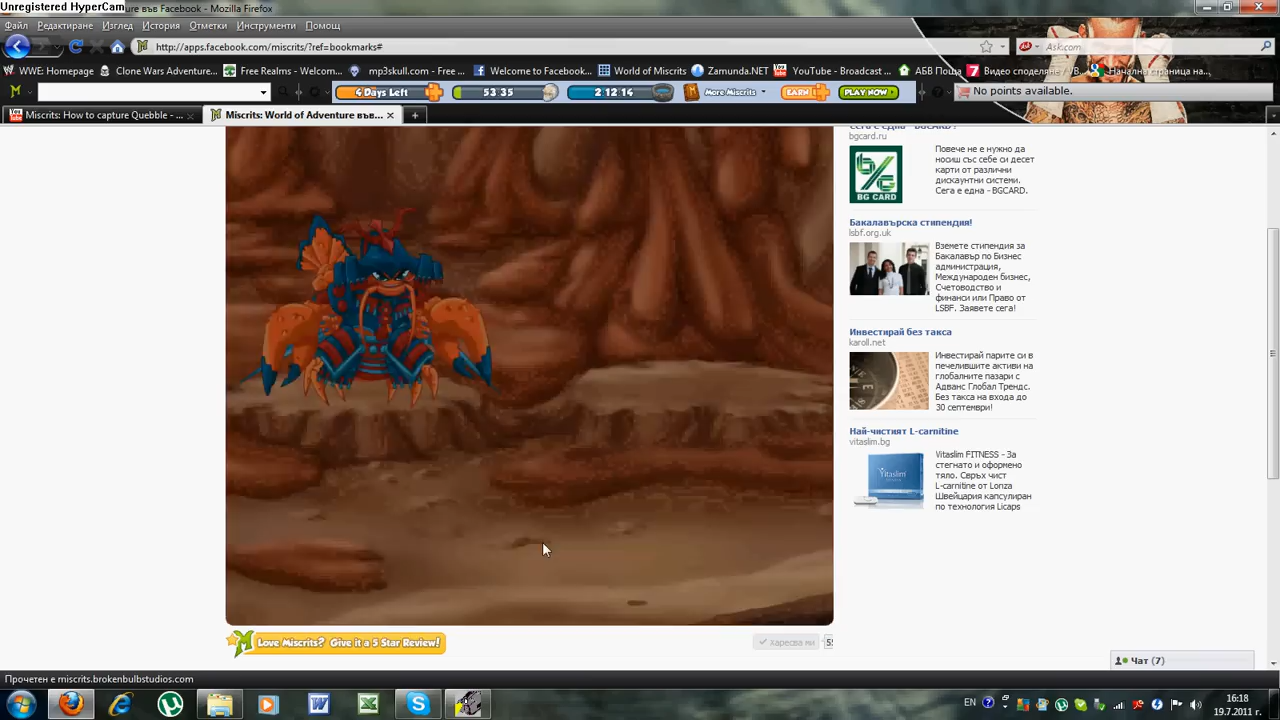 Unregistered HyperCam
във Facebook - Mozilla Firefox
Файл Редактиране Изглед История Отметки Инструменти Помощ
http://apps.facebook.com/miscrits/?ref=bookmarks#
Ask.com
WWE: Homepage
Clone Wars Adventure...
Free Realms - Welcom...
mp3skull.com - Free ...
Welcome to Facebook...
World of Miscrits
Zamunda.NET
YouTube - Broadcast ...
АБВ Поща
Видео споделяне / VB...
Начална страница на...
4 Days Left
53 35
2 12 14
More Miscrits
EARN
PLAY NOW
No points available.
Miscrits: How to capture Quebble - ...
Miscrits: World of Adventure във...
Сега е една - BGCARD!
bgcard.ru
BG CARD
Повече не е нужно да
носиш със себе си десет
карти от различни
дисконтни системи.
Сега е една - BGCARD.
Бакалавърска стипендия!
lsbf.org.uk
Вземете стипендия за
Бакалавър по Бизнес
администрация,
Международен бизнес,
Счетоводство и
финанси или Право от
LSBF. Заявете сега!
Инвестирай без такса
karoll.net
Инвестирай парите си в
печелившите активи на
глобалните пазари с
Адванс Глобал Трендс.
Без такса на входа до
30 септември!
Най-чистият L-carnitine
vitaslim.bg
Vitaslim
Vitaslim FITNESS - За
стегнато и оформено
тяло. Свръх чист
L-carnitine от Lonza
Швейцария капсулиран
по технология Licaps
Love Miscrits? Give it a 5 Star Review!
Харесва ми
Чат (7)
Прочетен е miscrits.brokenbulbstudios.com
EN
16:18
19.7.2011 г.